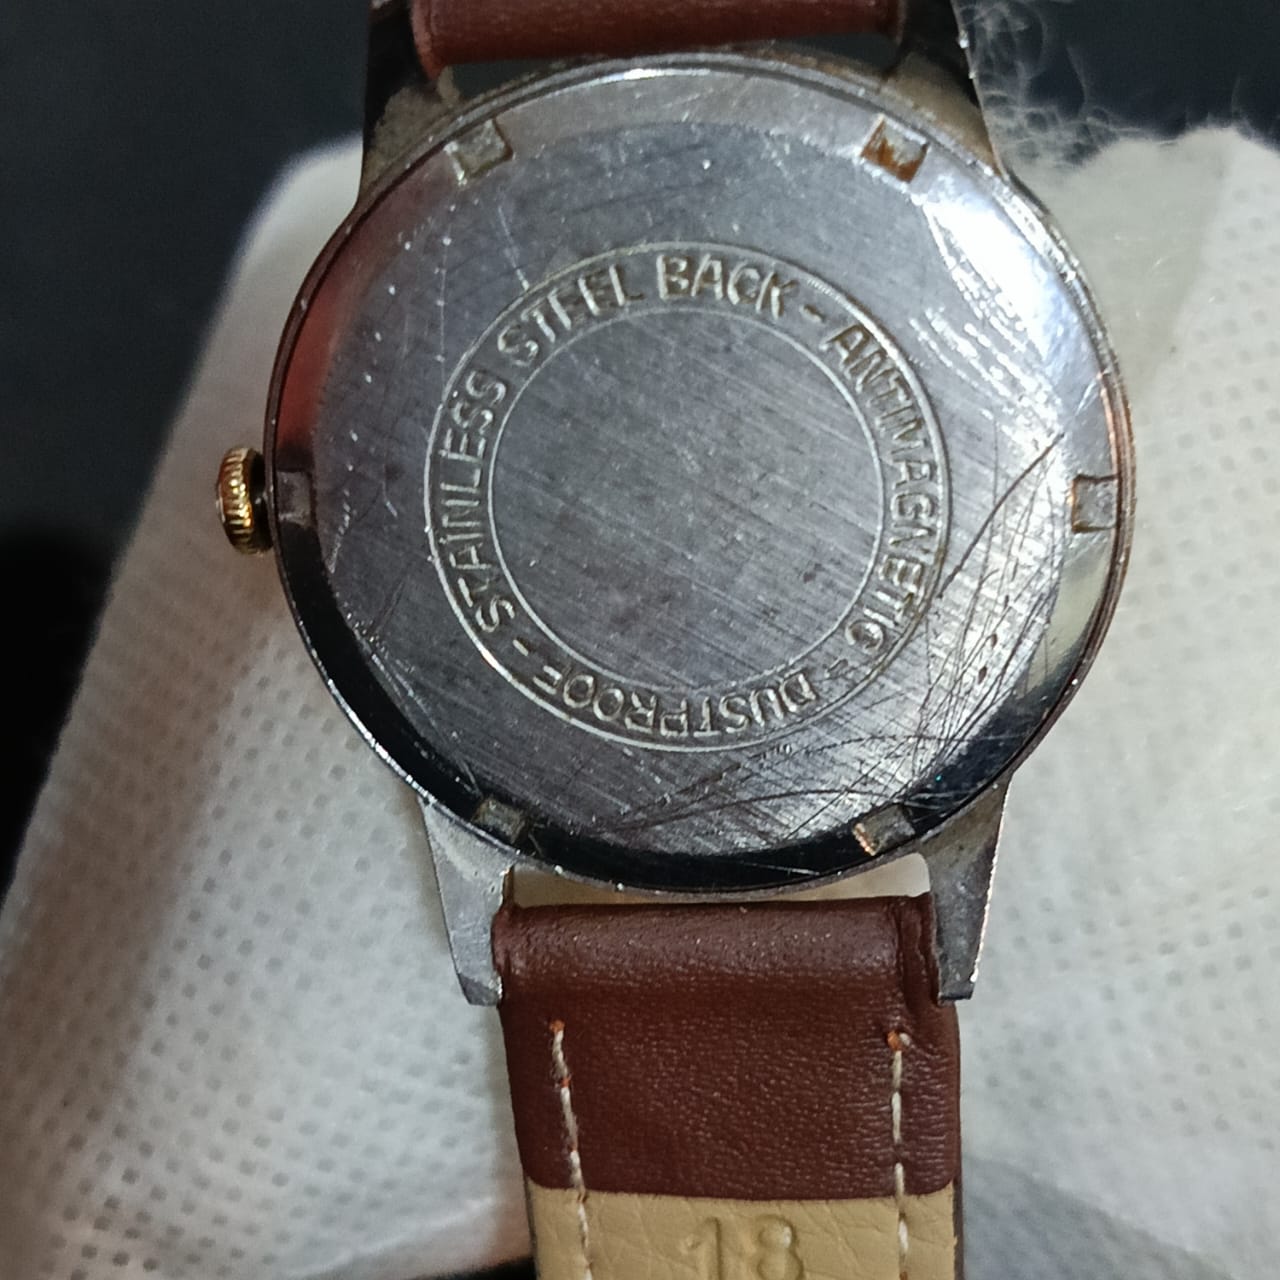 STAINLESS STEEL BACK - ANTIMAGNETIC - DUSTPROOF -
18